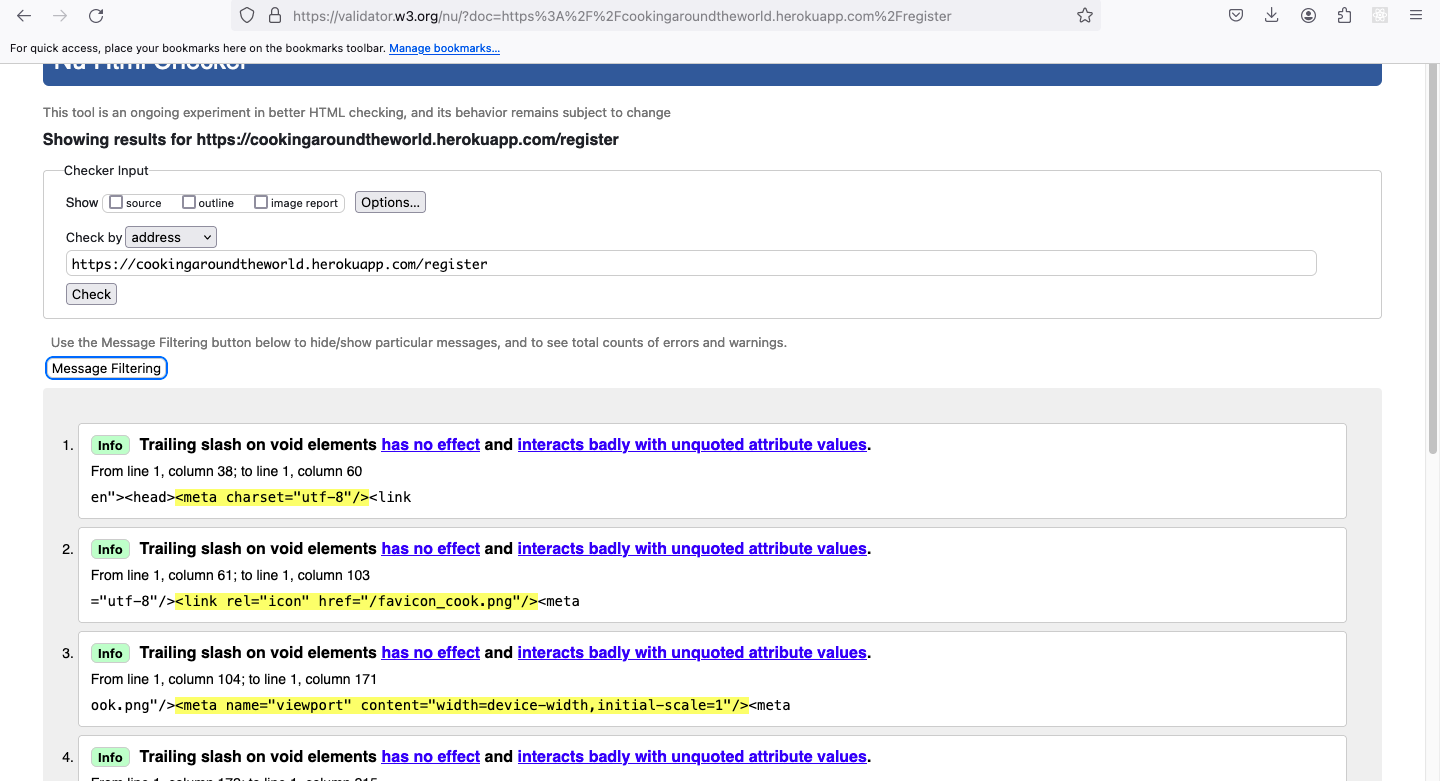 https://validator.w3.org/nu/?doc=https%3A%2F%2Fcookingaroundtheworld.herokuapp.com%2Fregister
For quick access, place your bookmarks here on the bookmarks toolbar. Manage bookmarks...
Nu Html Checker
This tool is an ongoing experiment in better HTML checking, and its behavior remains subject to change
Showing results for https://cookingaroundtheworld.herokuapp.com/register
Checker Input
Show source outline image report Options...
Check by address
https://cookingaroundtheworld.herokuapp.com/register
Check
Use the Message Filtering button below to hide/show particular messages, and to see total counts of errors and warnings.
Message Filtering
1. Info Trailing slash on void elements has no effect and interacts badly with unquoted attribute values.
From line 1, column 38; to line 1, column 60
en"><head><meta charset="utf-8"/><link
2. Info Trailing slash on void elements has no effect and interacts badly with unquoted attribute values.
From line 1, column 61; to line 1, column 103
="utf-8"/><link rel="icon" href="/favicon_cook.png"/><meta
3. Info Trailing slash on void elements has no effect and interacts badly with unquoted attribute values.
From line 1, column 104; to line 1, column 171
ook.png"/><meta name="viewport" content="width=device-width,initial-scale=1"/><meta
4. Info Trailing slash on void elements has no effect and interacts badly with unquoted attribute values.